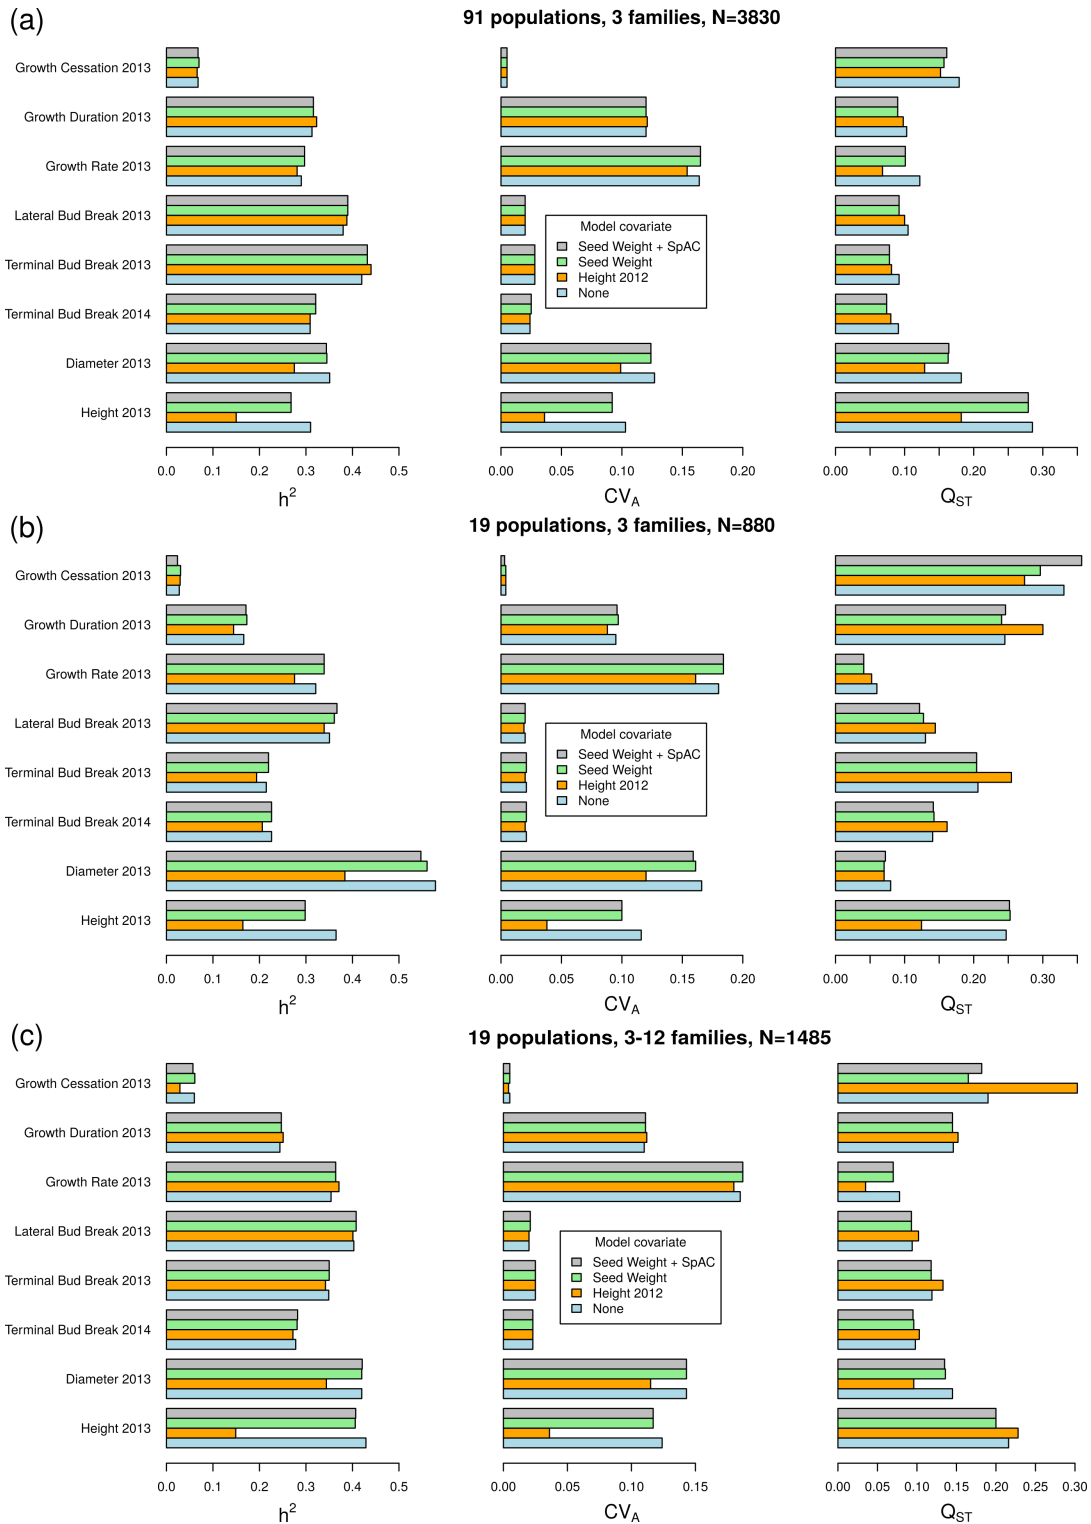 (a)
91 populations, 3 families, N=3830
Growth Cessation 2013
Growth Duration 2013
Growth Rate 2013
Lateral Bud Break 2013
Terminal Bud Break 2013
Terminal Bud Break 2014
Diameter 2013
Height 2013
Model covariate
Seed Weight + SpAC
Seed Weight
Height 2012
None
0.0 0.1 0.2 0.3 0.4 0.5
h²
0.00 0.05 0.10 0.15 0.20
CV_A
0.00 0.10 0.20 0.30
Q_ST
(b)
19 populations, 3 families, N=880
Growth Cessation 2013
Growth Duration 2013
Growth Rate 2013
Lateral Bud Break 2013
Terminal Bud Break 2013
Terminal Bud Break 2014
Diameter 2013
Height 2013
Model covariate
Seed Weight + SpAC
Seed Weight
Height 2012
None
0.0 0.1 0.2 0.3 0.4 0.5
h²
0.00 0.05 0.10 0.15 0.20
CV_A
0.00 0.10 0.20 0.30
Q_ST
(c)
19 populations, 3-12 families, N=1485
Growth Cessation 2013
Growth Duration 2013
Growth Rate 2013
Lateral Bud Break 2013
Terminal Bud Break 2013
Terminal Bud Break 2014
Diameter 2013
Height 2013
Model covariate
Seed Weight + SpAC
Seed Weight
Height 2012
None
0.0 0.1 0.2 0.3 0.4 0.5
h²
0.00 0.05 0.10 0.15
CV_A
0.00 0.05 0.10 0.15 0.20 0.25 0.30
Q_ST